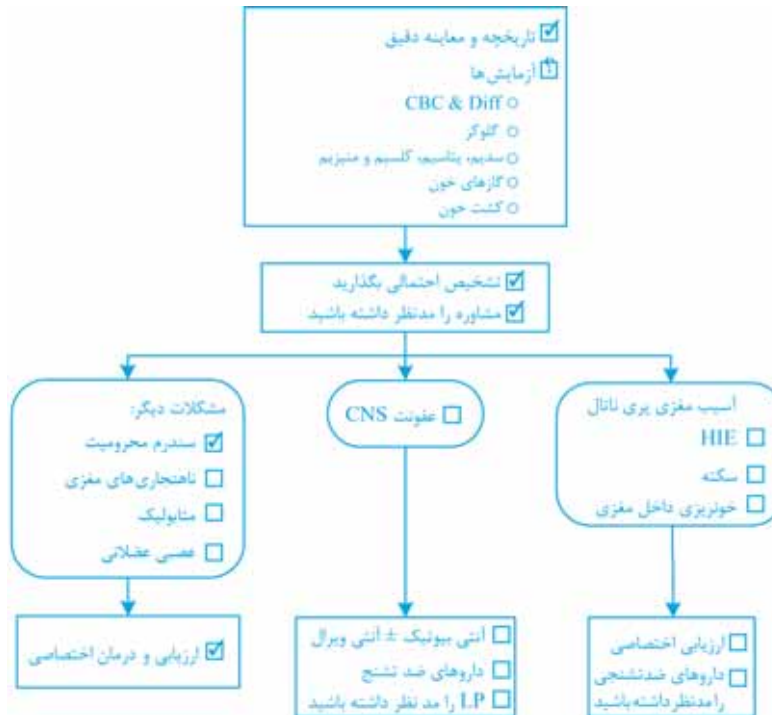 تاریخچه و معاینه دقیق
آزمایش‌ها
CBC & Diff
گلوکز
سدیم، پتاسیم، کلسیم و منیزیم
گازهای خون
کشت خون
تشخیص احتمالی بگذارید
مشاوره را مدنظر داشته باشید
آسیب مغزی پری ناتال
HIE
سکته
خونریزی داخل مغزی
عفونت CNS
مشکلات دیگر:
سندرم محرومیت
ناهنجاری‌های مغزی
متابولیک
عصبی عضلانی
ارزیابی اختصاصی
داروهای ضدتشنجی
را مدنظر داشته باشید
آنتی بیوتیک ± آنتی ویرال
داروهای ضد تشنج
LP را مد نظر داشته باشید
ارزیابی و درمان اختصاصی